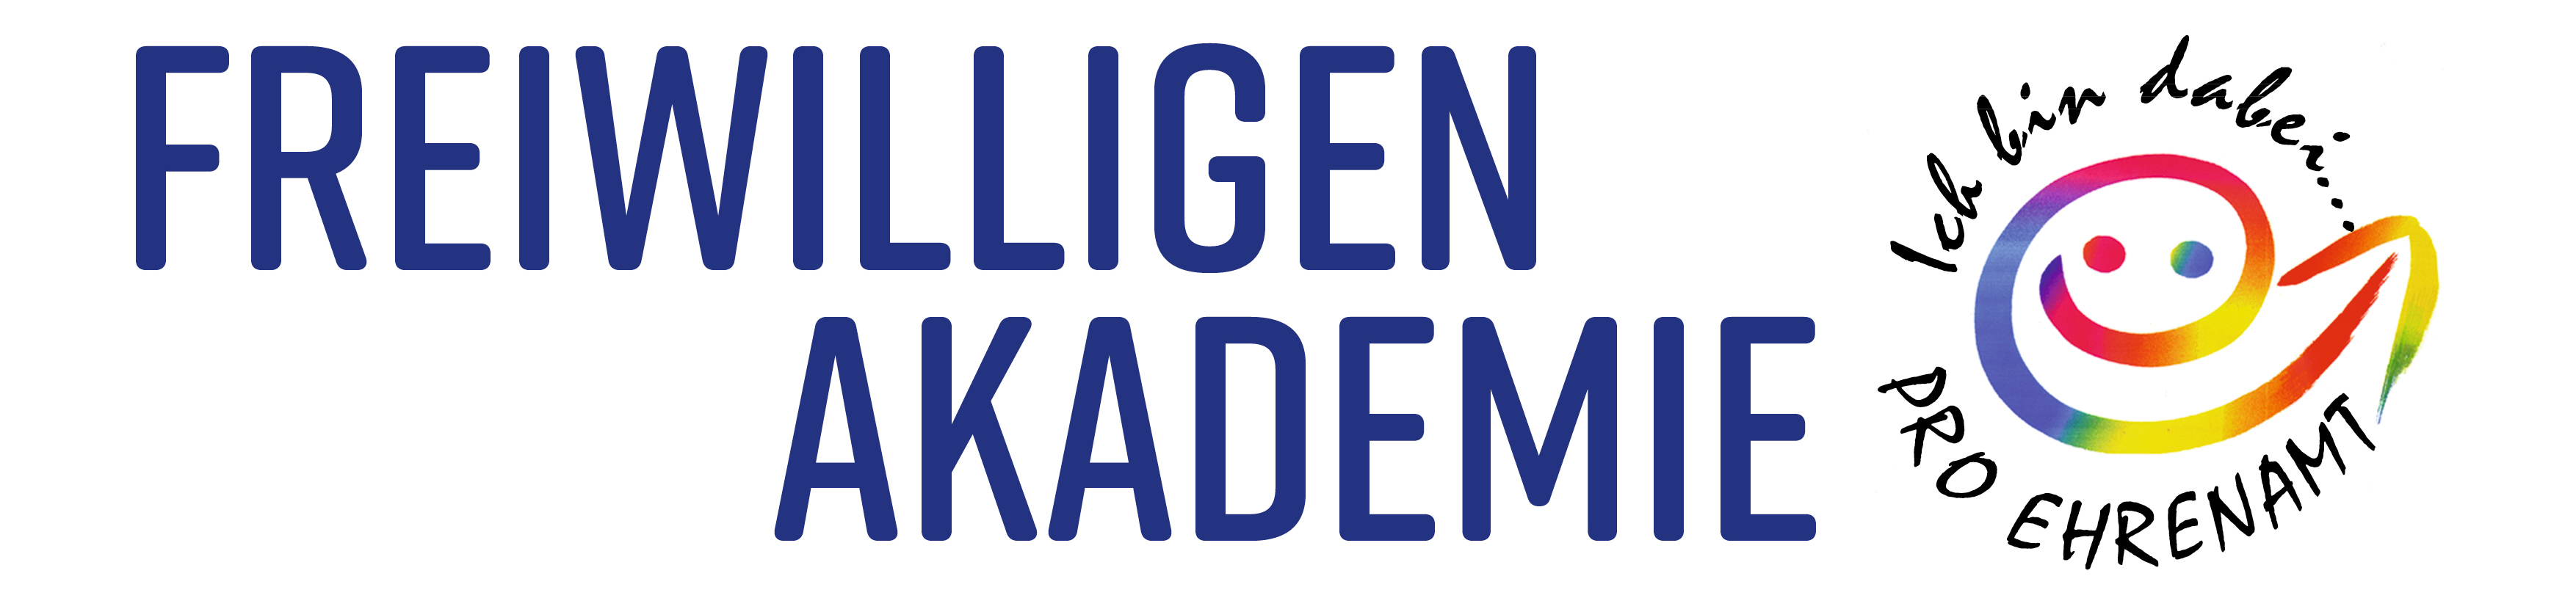 FREIWILLIGEN
AKADEMIE
Ich bin dabei...
PRO EHRENAMT